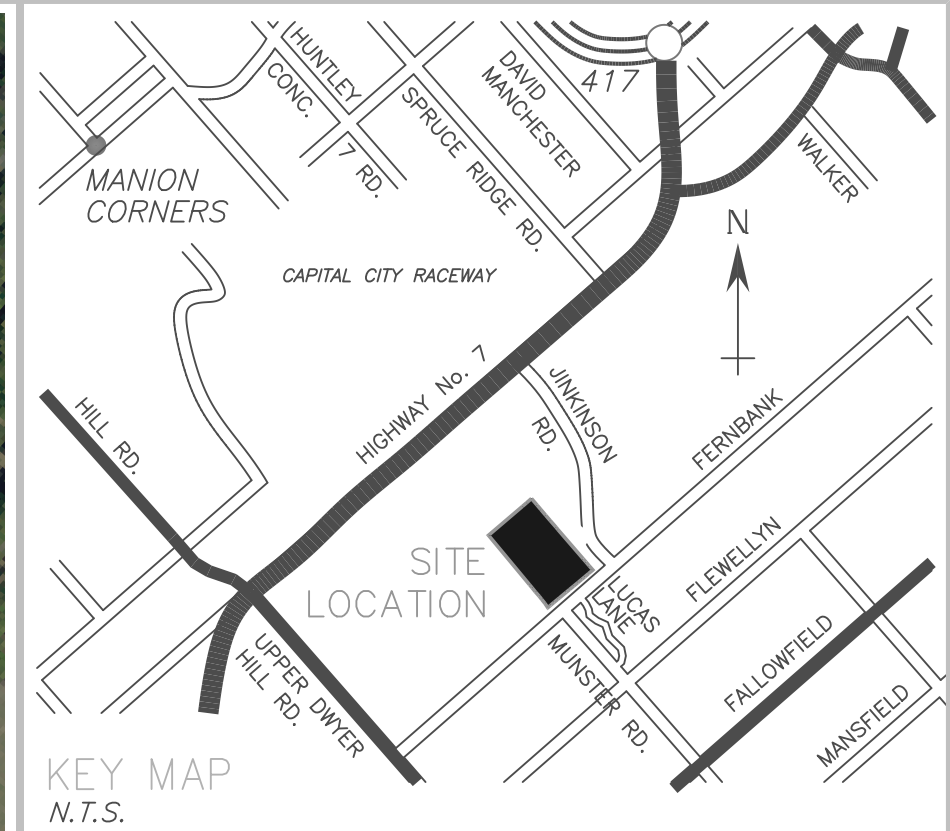 HUNTLEY
CONC.
7 RD.
SPRUCE RIDGE RD.
DAVID
MANCHESTER
417
WALKER
MANION
CORNERS
N
CAPITAL CITY RACEWAY
HIGHWAY No. 7
JINKINSON
RD.
FERNBANK
HILL RD.
SITE
LOCATION
FLEWELLYN
LUCAS
LANE
UPPER DWYER
HILL RD.
MUNSTER RD.
FALLOWFIELD
MANSFIELD
KEY MAP
N.T.S.